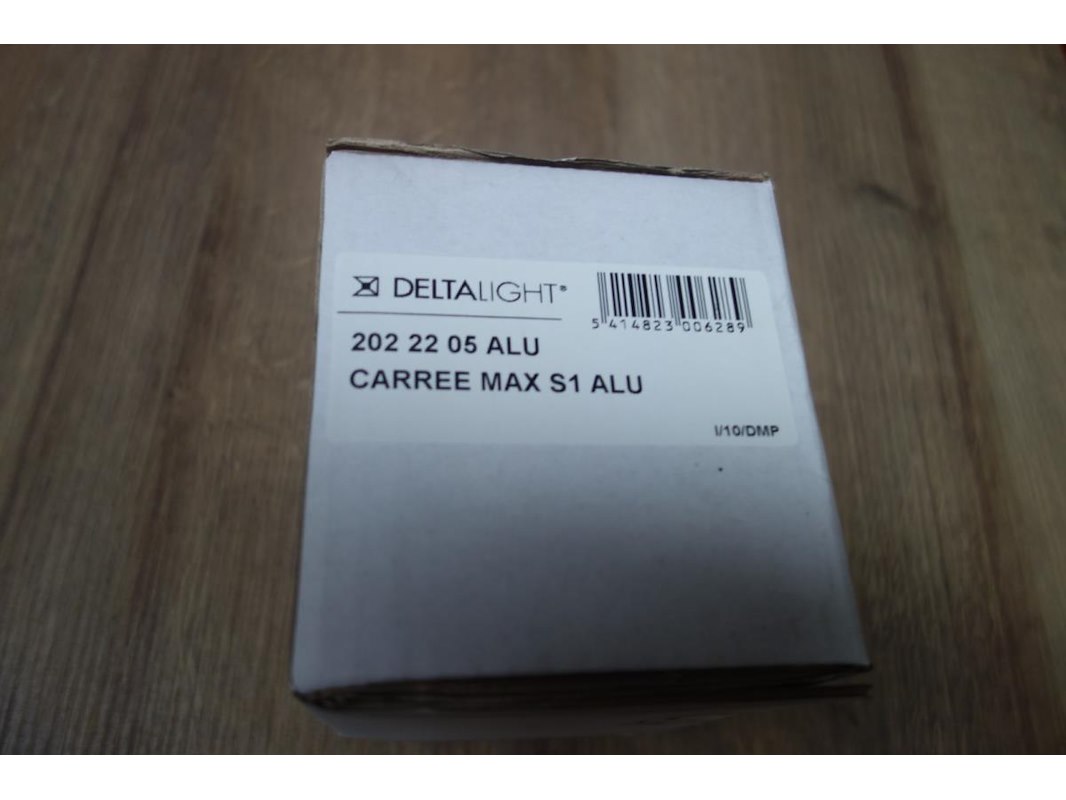 DELTALIGHT®
5 414823 006289
202 22 05 ALU
CARREE MAX S1 ALU
I/10/DMP